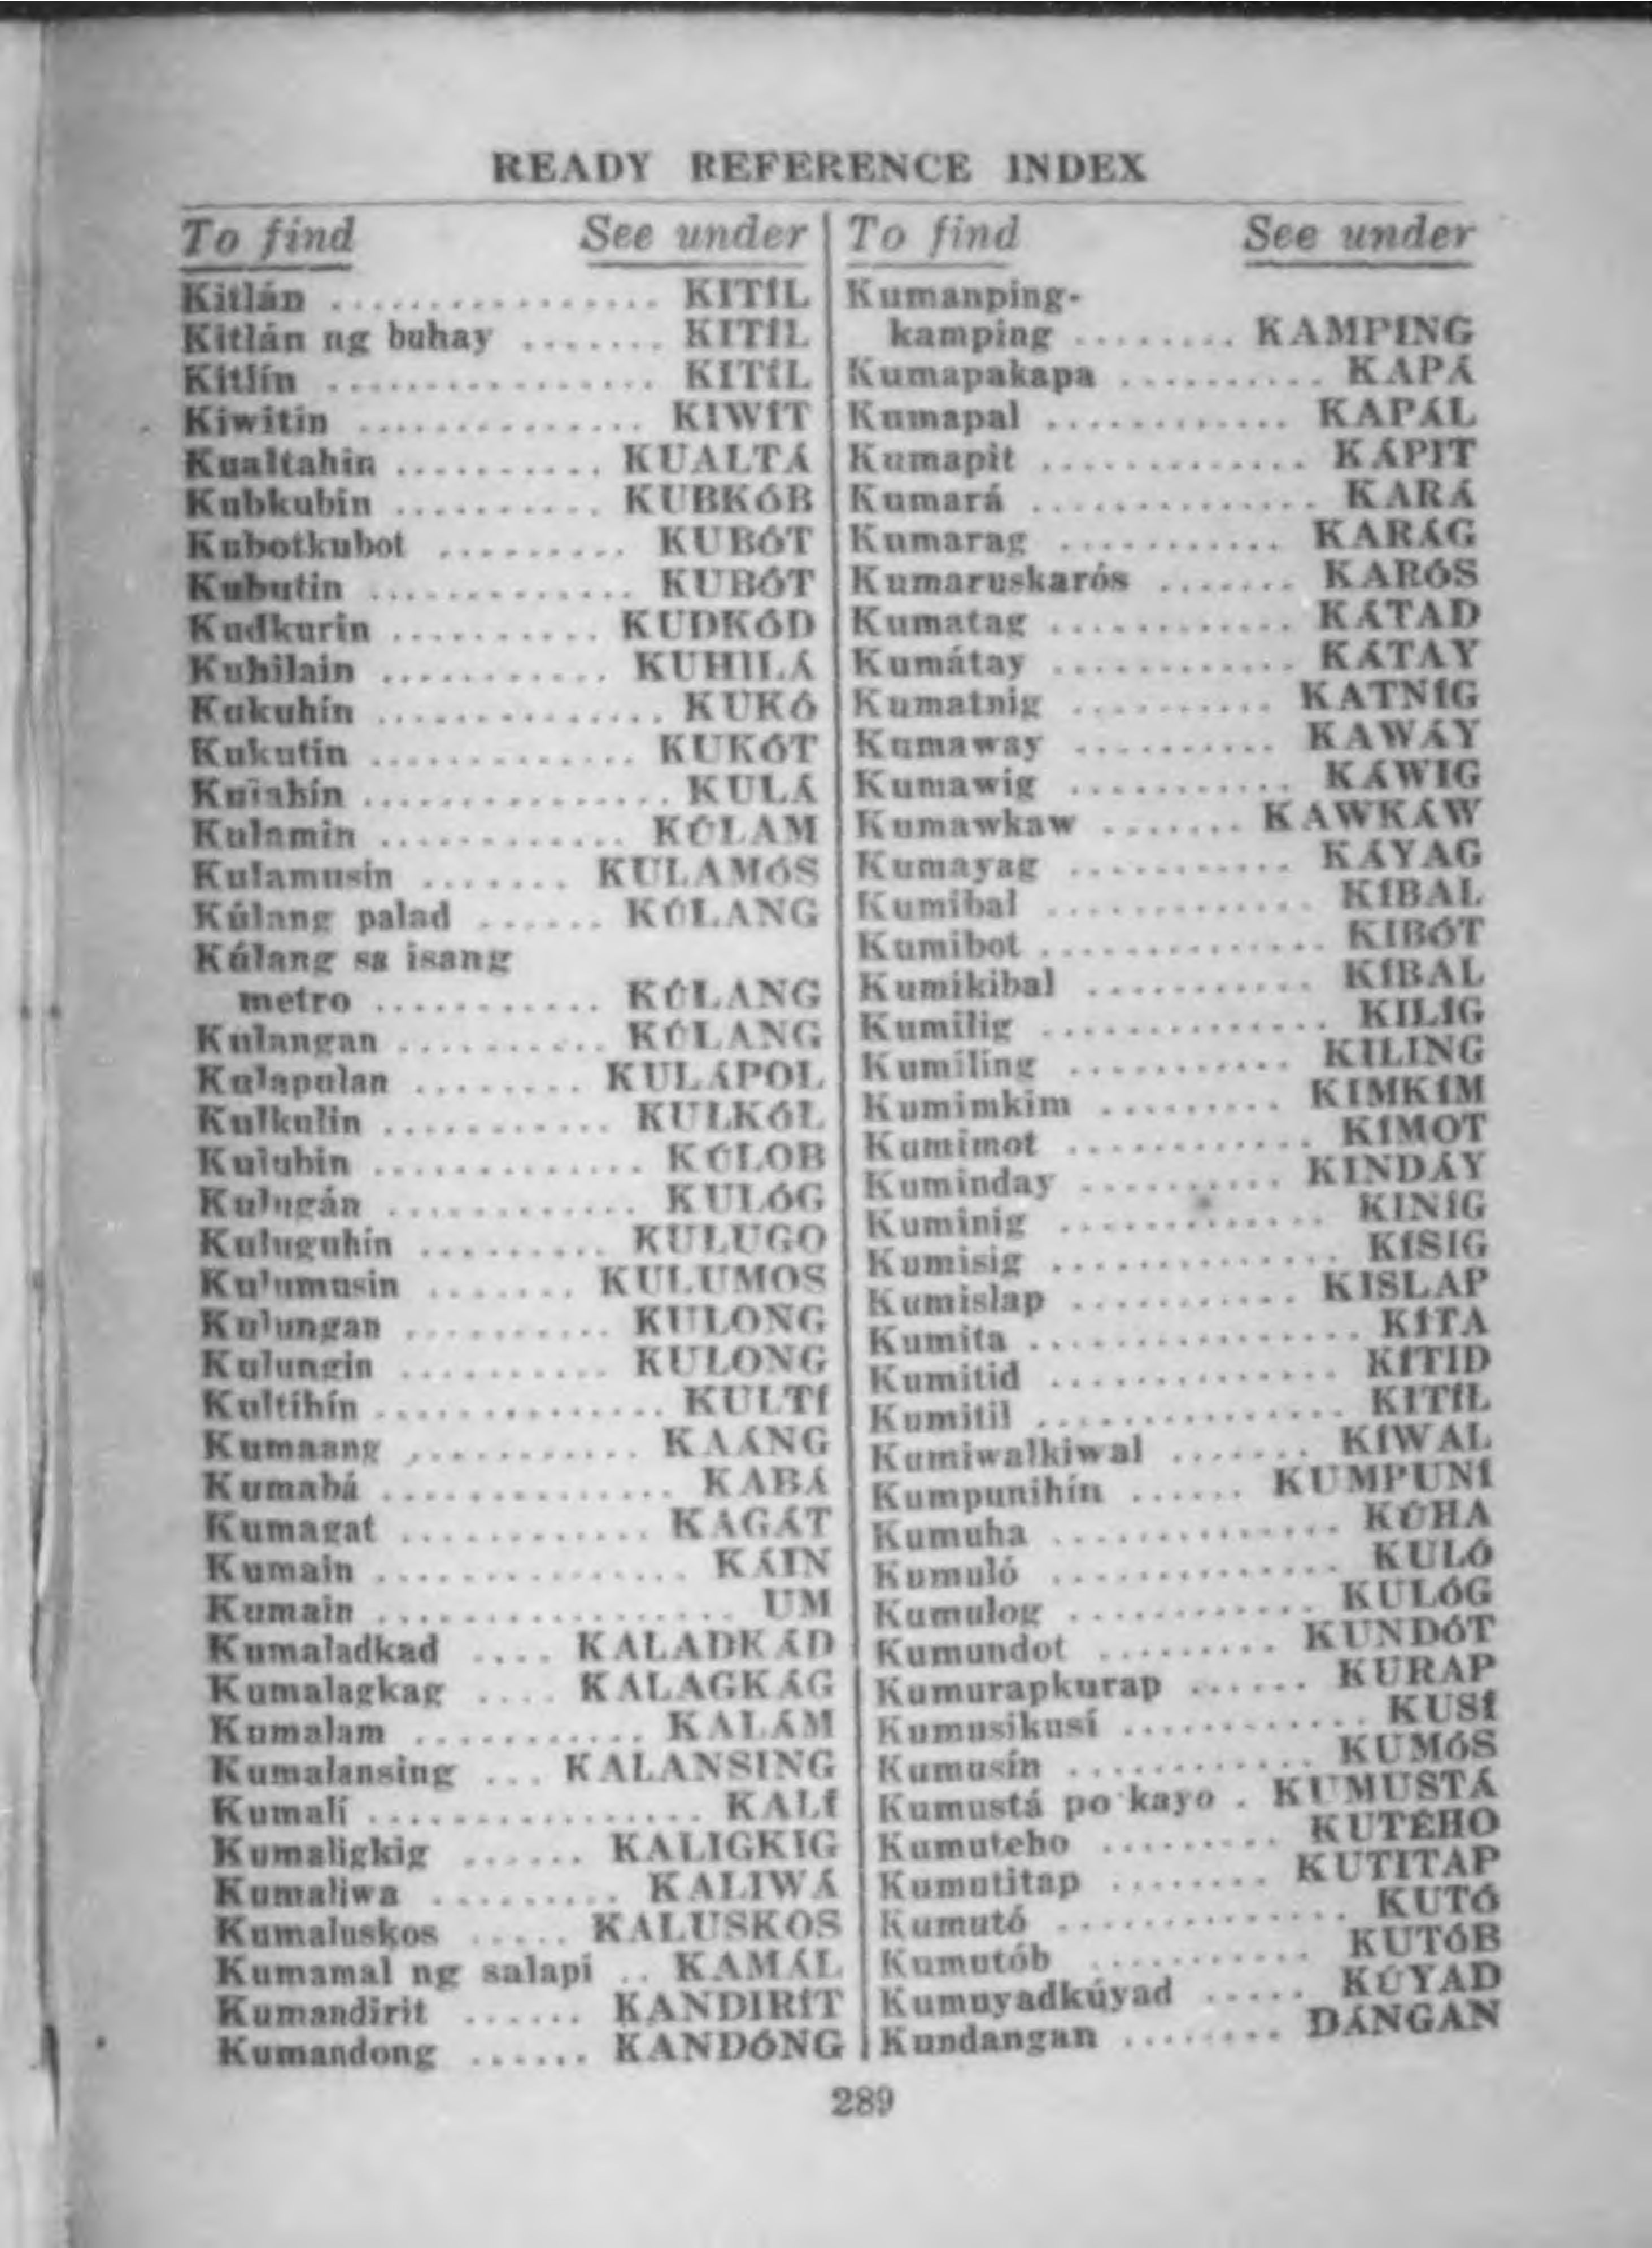 READY REFERENCE INDEX
To find See under
Kitlán ................ KITÍL
Kitlán ng buhay ....... KITÍL
Kitlín ................ KITÍL
Kiwitin ............... KIWÍT
Kualtahin .......... KUALTÁ
Kubkubin .......... KUBKÓB
Kubotkubot ......... KUBÓT
Kubutin ............. KUBÓT
Kudkurin .......... KUDKÓD
Kuhilain ........... KUHILÁ
Kukuhín .............. KUKÓ
Kukutin ............. KUKÓT
Kulahín ................ KULÁ
Kulamin ............ KÚLAM
Kulamusin ....... KULAMÓS
Kúlang palad ...... KÚLANG
Kúlang sa isang
metro ........... KÚLANG
Kulangan .......... KÚLANG
Kulapulan ........ KULÁPOL
Kulkulin ........... KULKÓL
Kulubin ............. KÚLOB
Kulugán ............ KULÓG
Kuluguhín ......... KULUGO
Kulumusin ....... KULUMOS
Kulungan .......... KULONG
Kulungin .......... KULONG
Kultihín .............. KULTÍ
Kumaang ........... KAÁNG
Kumabá .............. KABÁ
Kumagat ............ KAGÁT
Kumain ............... KÁIN
Kumain ................. UM
Kumaladkad .... KALADKÁD
Kumalagkag .... KALAGKÁG
Kumalam ........... KALÁM
Kumalansing ... KALANSING
Kumalí ................ KALÍ
Kumaligkig ...... KALIGKIG
Kumaliwa ......... KALIWÁ
Kumaluskos ..... KALUSKOS
Kumamal ng salapi .. KAMÁL
Kumandirit ...... KANDIRÍT
Kumandong ...... KANDÓNG
To find See under
Kumanping-
kamping ........ KAMPÍNG
Kumapakapa .......... KAPÁ
Kumapal ............ KAPÁL
Kumapit ............. KÁPIT
Kumará .............. KARÁ
Kumarag ........... KARÁG
Kumaruskarós ....... KARÓS
Kumatag ............ KÁTAD
Kumátay ............ KÁTAY
Kumatnig .......... KATNÍG
Kumaway .......... KAWÁY
Kumawig ........... KÁWIG
Kumawkaw ....... KAWKÁW
Kumayag ........... KÁYAG
Kumibal ............. KÍBAL
Kumibot .............. KIBÓT
Kumikibal ........... KÍBAL
Kumilig .............. KILÍG
Kumiling ........... KILING
Kumimkim ......... KIMKÍM
Kumimot ............ KÍMOT
Kuminday .......... KINDÁY
Kuminig ............. KINÍG
Kumisig .............. KÍSIG
Kumislap ........... KISLAP
Kumita ................ KÍTA
Kumitid .............. KÍTID
Kumitil ............... KITÍL
Kumiwalkiwal ....... KÍWAL
Kumpunihín ...... KUMPUNÍ
Kumuha .............. KÚHA
Kumuló .............. KULÓ
Kumulog ............ KULÓG
Kumundot ......... KUNDÓT
Kumurapkurap ...... KURAP
Kumusikusí ............ KUSÍ
Kumusín ............ KUMÓS
Kumustá po kayo . KUMUSTÁ
Kumuteho ......... KUTÉHO
Kumutitap ........ KUTITAP
Kumutó .............. KUTÓ
Kumutób ........... KUTÓB
Kumuyadkúyad ..... KÚYAD
Kundangan ........ DÁNGAN
289